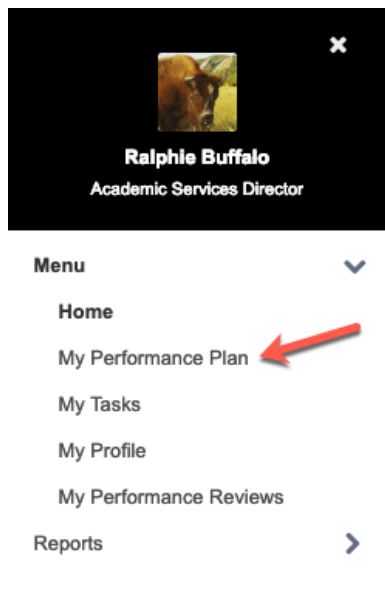 Ralphie Buffalo
Academic Services Director
Menu
Home
My Performance Plan
My Tasks
My Profile
My Performance Reviews
Reports